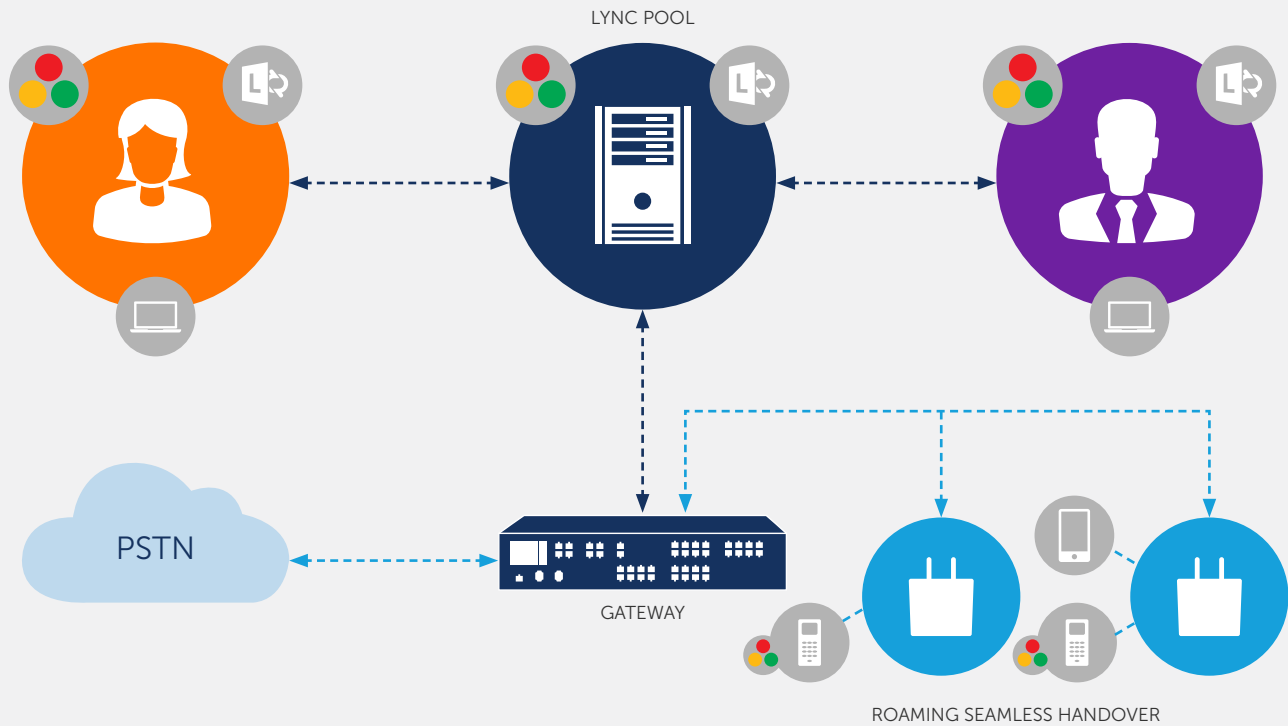 LYNC POOL
L
L
L
PSTN
GATEWAY
ROAMING SEAMLESS HANDOVER